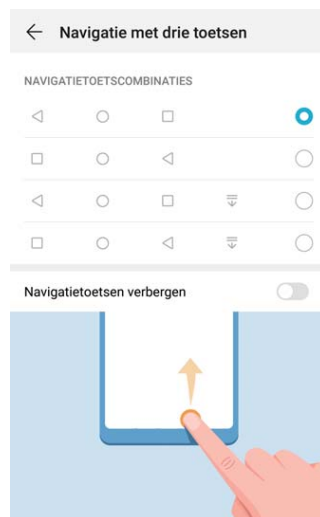 Navigatie met drie toetsen
NAVIGATIETOETSCOMBINATIES
Navigatietoetsen verbergen